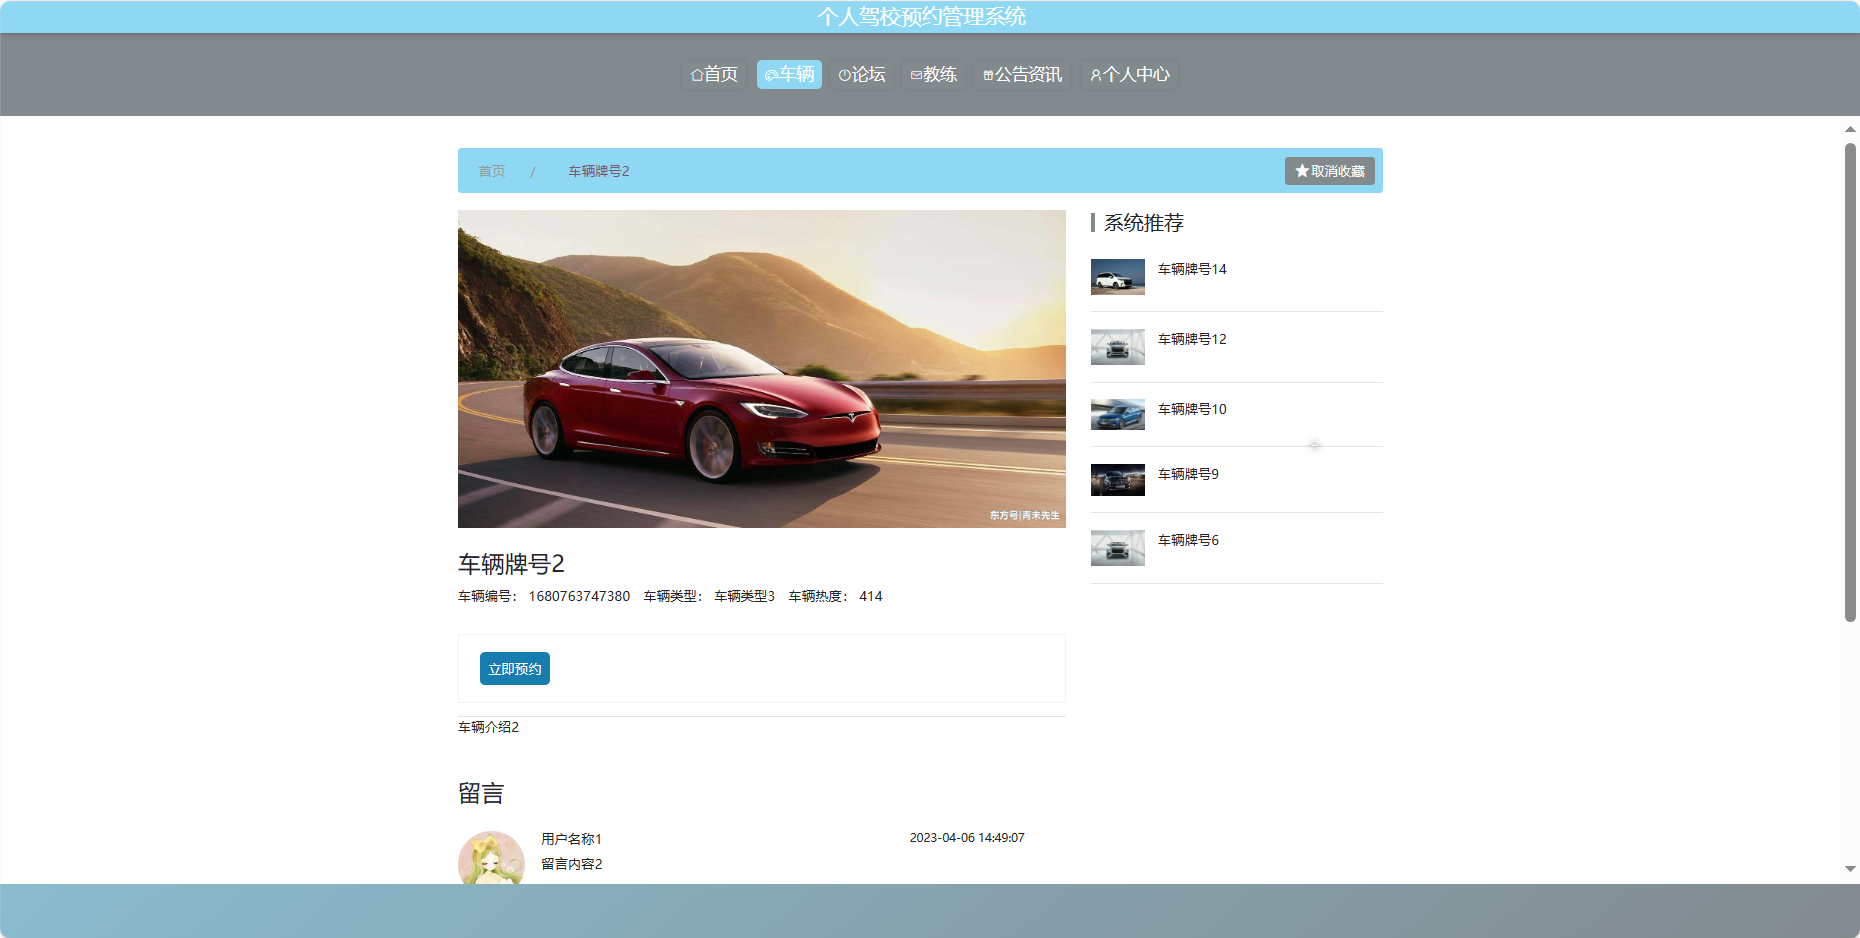 个人驾校预约管理系统
首页 车辆 论坛 教练 公告资讯 个人中心
首页 / 车辆牌号2 取消收藏
东方号|青未先生
车辆牌号2
车辆编号： 1680763747380 车辆类型： 车辆类型3 车辆热度： 414
立即预约
车辆介绍2
留言
用户名称1 2023-04-06 14:49:07
留言内容2
系统推荐
车辆牌号14
车辆牌号12
车辆牌号10
车辆牌号9
车辆牌号6